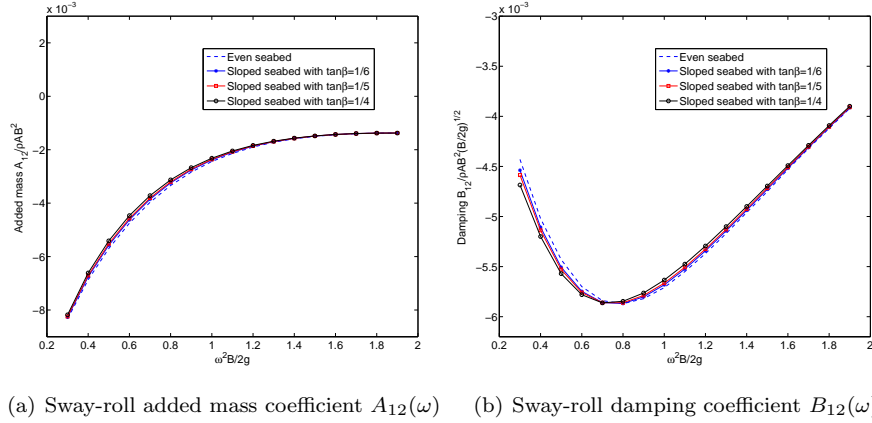 x 10⁻³
2
0
−2
−4
−6
−8
Added mass A₁₂/ρAB²
Even seabed
Sloped seabed with tanβ=1/6
Sloped seabed with tanβ=1/5
Sloped seabed with tanβ=1/4
0.2 0.4 0.6 0.8 1.0 1.2 1.4 1.6 1.8 2
ω²B/2g
x 10⁻³
−3
−3.5
−4
−4.5
−5
−5.5
−6
Damping B₁₂/ρAB²(B/2g)^1/2
Even seabed
Sloped seabed with tanβ=1/6
Sloped seabed with tanβ=1/5
Sloped seabed with tanβ=1/4
0.2 0.4 0.6 0.8 1.0 1.2 1.4 1.6 1.8 2
ω²B/2g
(a) Sway-roll added mass coefficient A₁₂(ω)
(b) Sway-roll damping coefficient B₁₂(ω